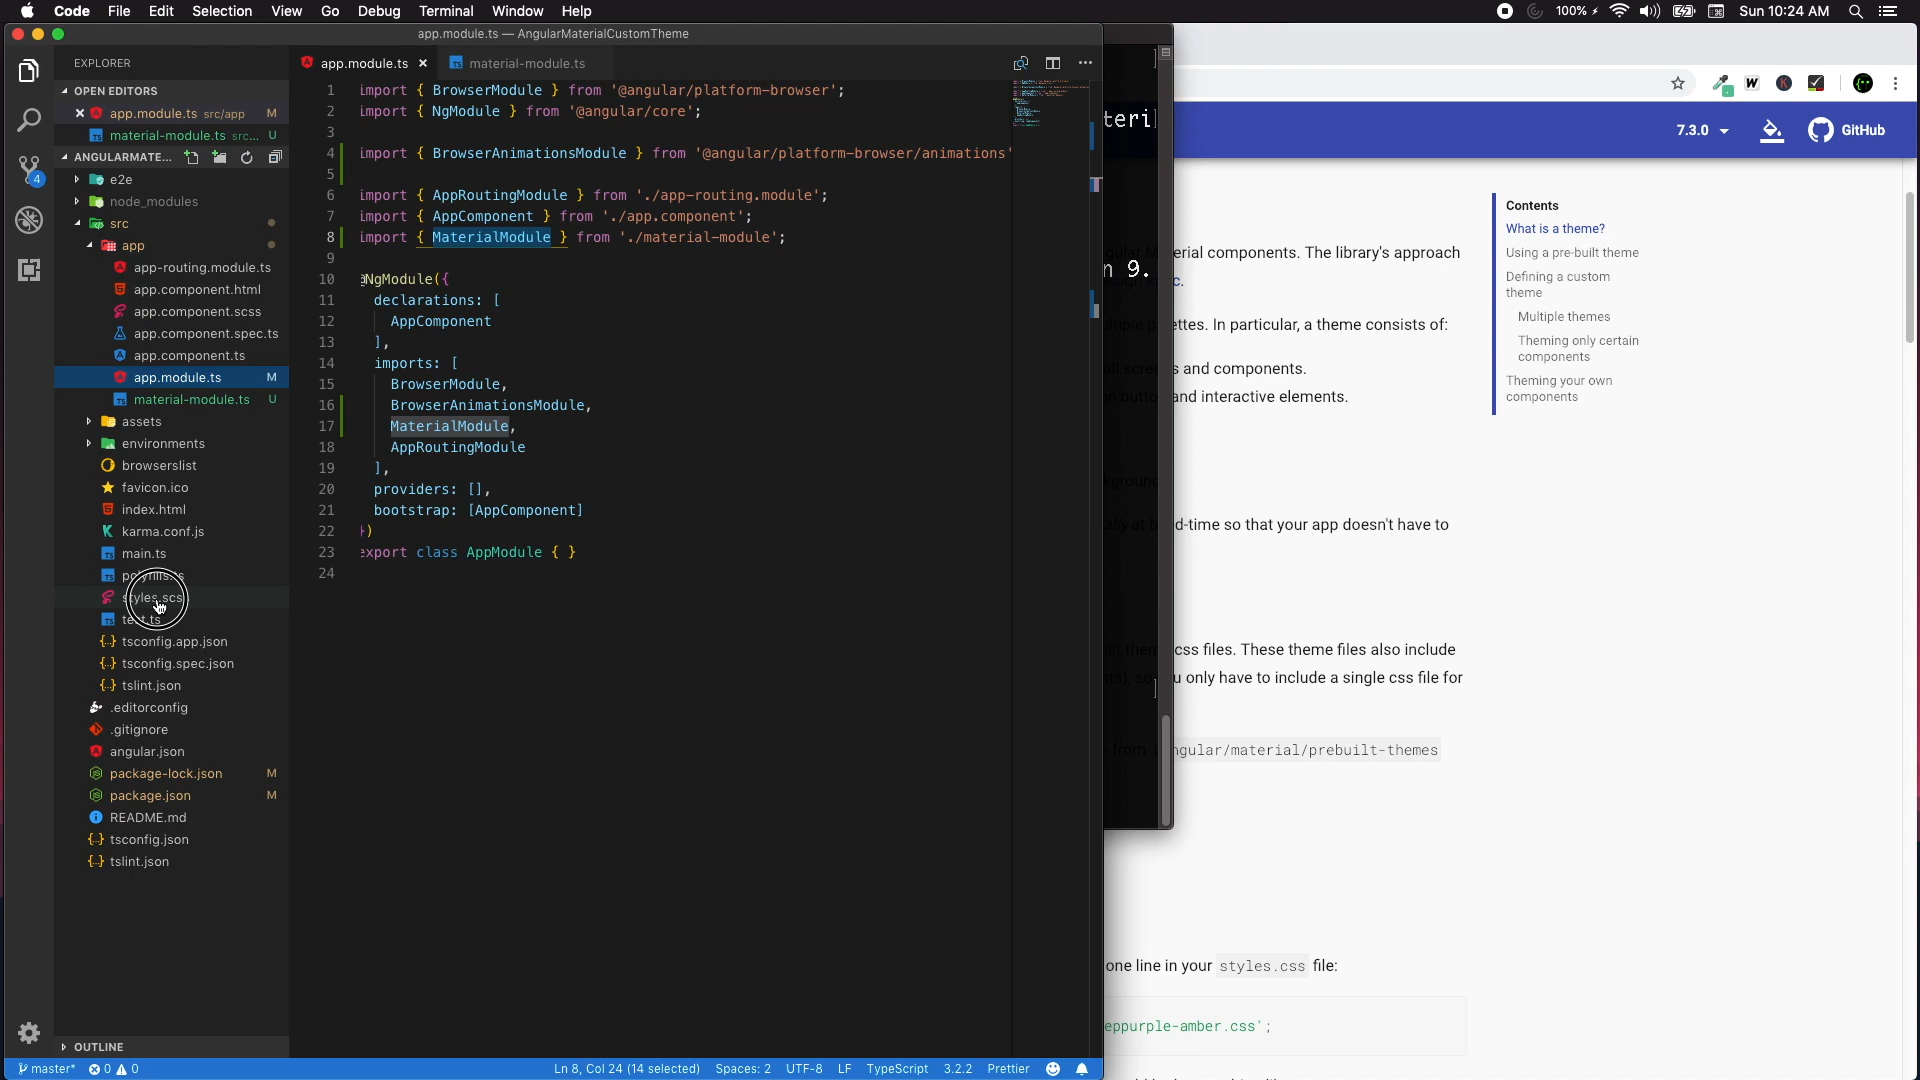 Code File Edit Selection View Go Debug Terminal Window Help
100% Sun 10:24 AM
app.module.ts — AngularMaterialCustomTheme
EXPLORER
OPEN EDITORS
app.module.ts src/app M
material-module.ts src... U
ANGULARMATE...
e2e
node_modules
src
app
app-routing.module.ts
app.component.html
app.component.scss
app.component.spec.ts
app.component.ts
app.module.ts M
material-module.ts U
assets
environments
browserslist
favicon.ico
index.html
karma.conf.js
main.ts
polyfills.ts
styles.scs
test.ts
tsconfig.app.json
tsconfig.spec.json
tslint.json
.editorconfig
.gitignore
angular.json
package-lock.json M
package.json M
README.md
tsconfig.json
tslint.json
OUTLINE
4
app.module.ts
material-module.ts
1 import { BrowserModule } from '@angular/platform-browser';
2 import { NgModule } from '@angular/core';
3
4 import { BrowserAnimationsModule } from '@angular/platform-browser/animations'
5
6 import { AppRoutingModule } from './app-routing.module';
7 import { AppComponent } from './app.component';
8 import { MaterialModule } from './material-module';
9
10 @NgModule({
11 declarations: [
12 AppComponent
13 ],
14 imports: [
15 BrowserModule,
16 BrowserAnimationsModule,
17 MaterialModule,
18 AppRoutingModule
19 ],
20 providers: [],
21 bootstrap: [AppComponent]
22 })
23 export class AppModule { }
24
teri
n 9.
7.3.0 GitHub
erial components. The library's approach
c.
ettes. In particular, a theme consists of:
s and components.
and interactive elements.
d-time so that your app doesn't have to
css files. These theme files also include
u only have to include a single css file for
ngular/material/prebuilt-themes
one line in your styles.css file:
eppurple-amber.css';
Contents
What is a theme?
Using a pre-built theme
Defining a custom
theme
Multiple themes
Theming only certain
components
Theming your own
components
master* 0 0 Ln 8, Col 24 (14 selected) Spaces: 2 UTF-8 LF TypeScript 3.2.2 Prettier